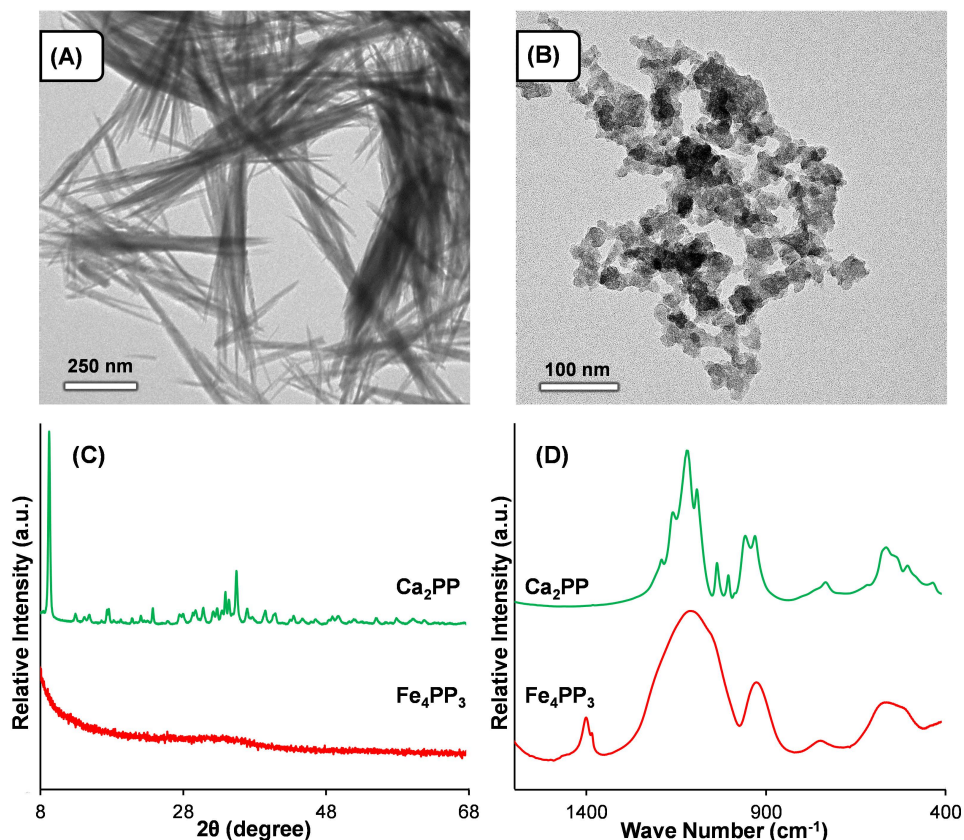 (A)
250 nm
(B)
100 nm
(C)
Relative Intensity (a.u.)
Ca₂PP
Fe₄PP₃
8
28
48
68
2θ (degree)
(D)
Relative Intensity (a.u.)
Ca₂PP
Fe₄PP₃
1400
900
400
Wave Number (cm⁻¹)